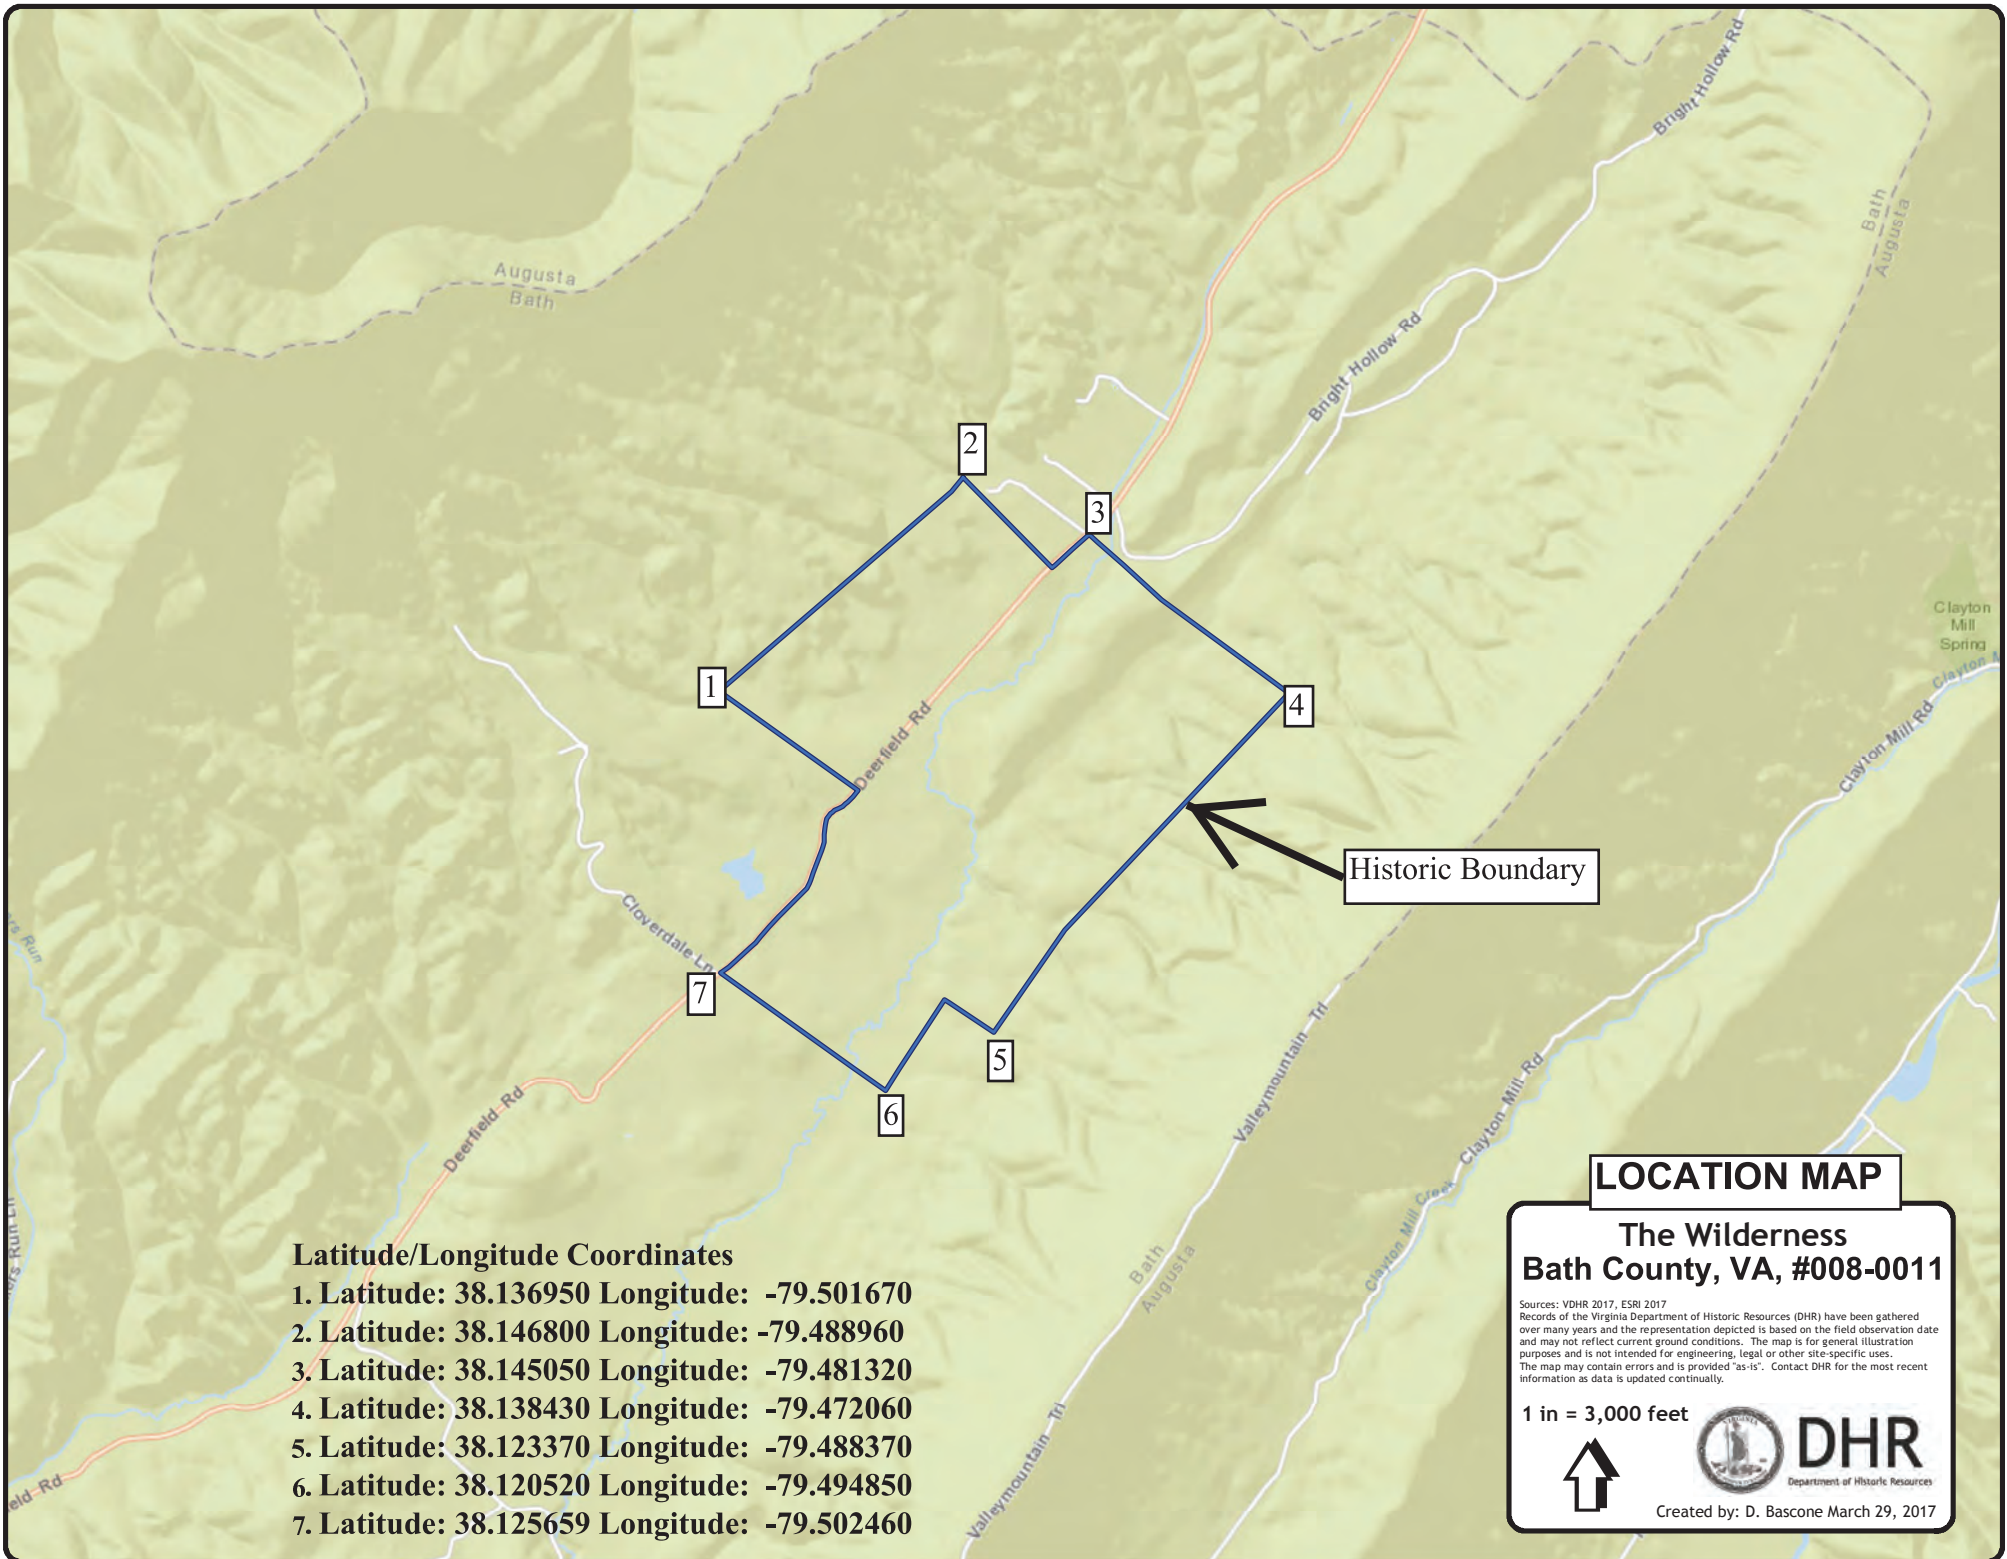 Bright Hollow Rd
Bath
Augusta
Augusta
Bath
Bright Hollow Rd
2
3
Clayton
Mill
Spring
1
4
Deerfield Rd
Clayton Mill Rd
Historic Boundary
Cloverdale Ln
7
5
6
Valleymountain Trl
Deerfield Rd
Clayton Mill Rd
Clayton Mill Creek
Bath
Augusta
Valleymountain Trl
Latitude/Longitude Coordinates
1. Latitude: 38.136950 Longitude: -79.501670
2. Latitude: 38.146800 Longitude: -79.488960
3. Latitude: 38.145050 Longitude: -79.481320
4. Latitude: 38.138430 Longitude: -79.472060
5. Latitude: 38.123370 Longitude: -79.488370
6. Latitude: 38.120520 Longitude: -79.494850
7. Latitude: 38.125659 Longitude: -79.502460
LOCATION MAP
The Wilderness
Bath County, VA, #008-0011
Sources: VDHR 2017, ESRI 2017
Records of the Virginia Department of Historic Resources (DHR) have been gathered
over many years and the representation depicted is based on the field observation date
and may not reflect current ground conditions. The map is for general illustration
purposes and is not intended for engineering, legal or other site-specific uses.
The map may contain errors and is provided "as-is". Contact DHR for the most recent
information as data is updated continually.
1 in = 3,000 feet
VIRGINIA
DHR
Department of Historic Resources
Created by: D. Bascone March 29, 2017